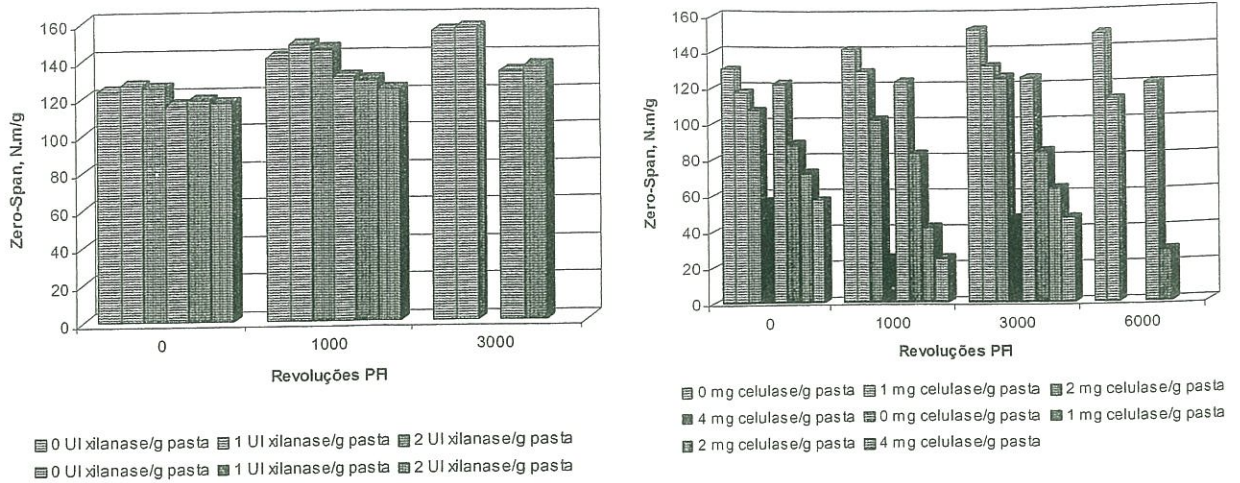 160
140
120
100
80
60
40
20
0
Zero-Span, N.m/g
0 1000 3000
Revoluções PFI
0 UI xilanase/g pasta 1 UI xilanase/g pasta 2 UI xilanase/g pasta
0 UI xilanase/g pasta 1 UI xilanase/g pasta 2 UI xilanase/g pasta
160
140
120
100
80
60
40
20
0
Zero-Span, N.m/g
0 1000 3000 6000
Revoluções PFI
0 mg celulase/g pasta 1 mg celulase/g pasta 2 mg celulase/g pasta
4 mg celulase/g pasta 0 mg celulase/g pasta 1 mg celulase/g pasta
2 mg celulase/g pasta 4 mg celulase/g pasta